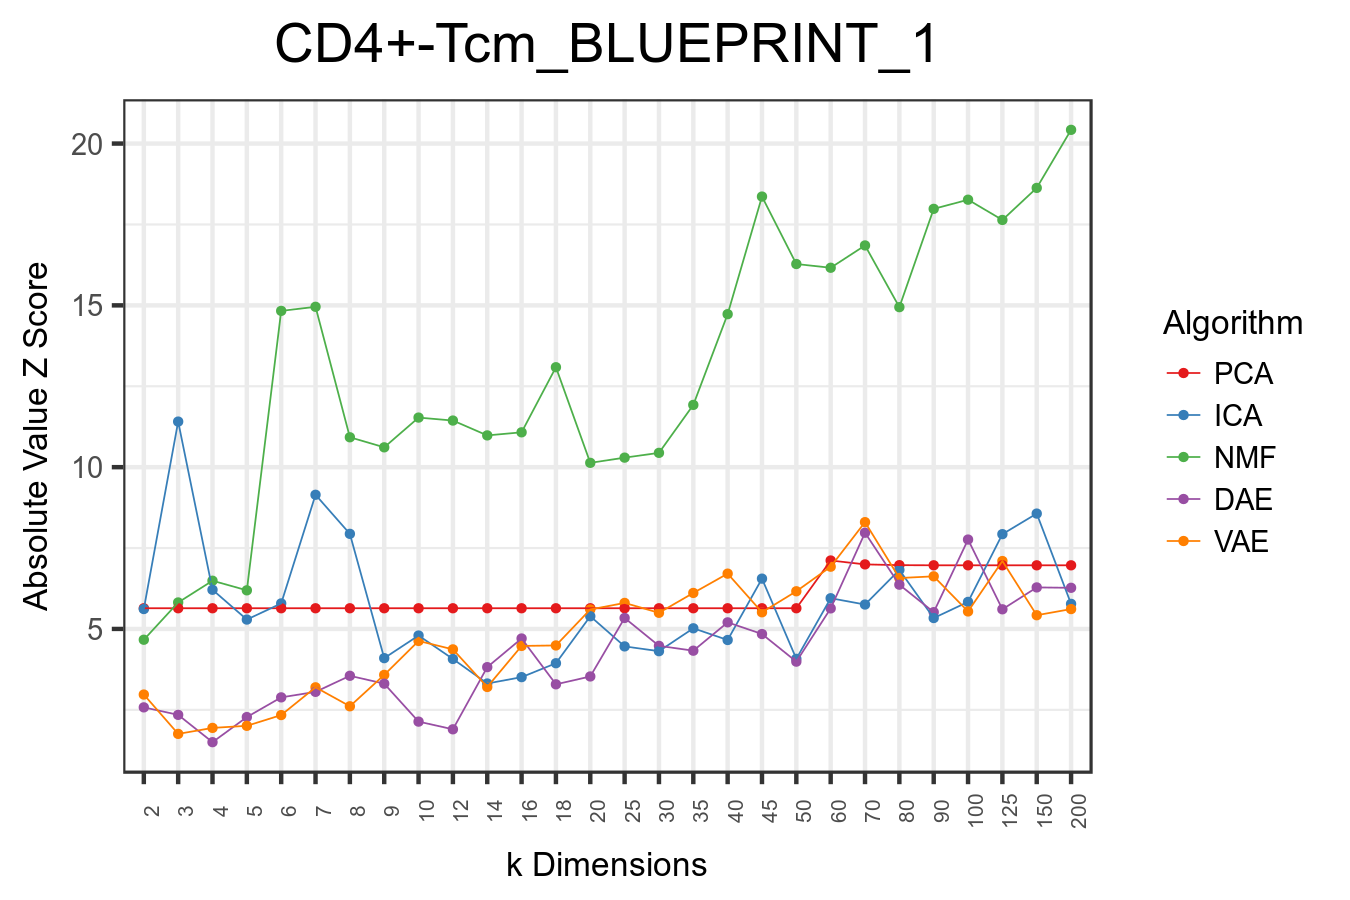 CD4+-Tcm_BLUEPRINT_1
Absolute Value Z Score
20
15
10
5
2 3 4 5 6 7 8 9 10 12 14 16 18 20 25 30 35 40 45 50 60 70 80 90 100 125 150 200
k Dimensions
Algorithm
PCA
ICA
NMF
DAE
VAE